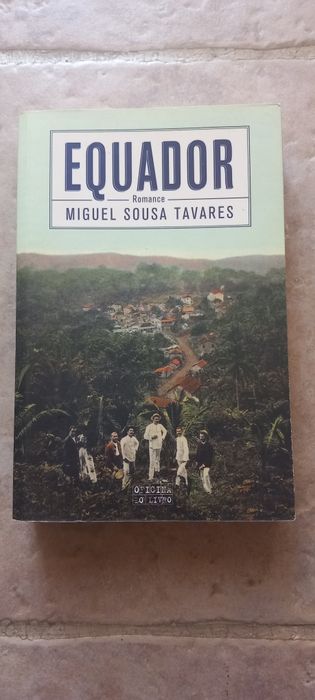 EQUADOR
Romance
MIGUEL SOUSA TAVARES
OFICINA
DO LIVRO